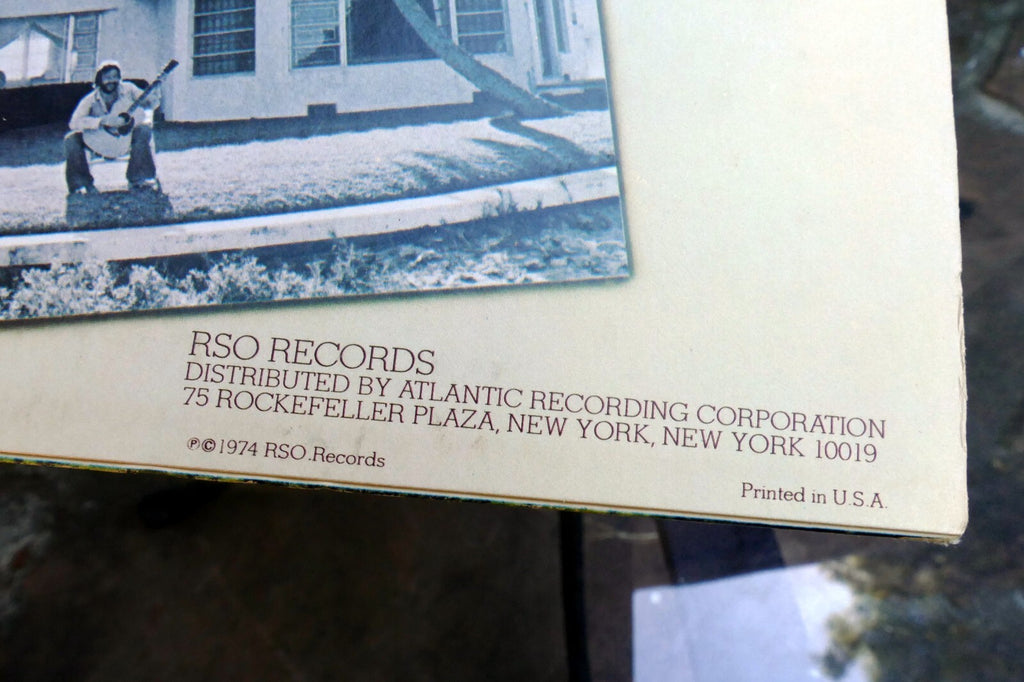 RSO RECORDS
DISTRIBUTED BY ATLANTIC RECORDING CORPORATION
75 ROCKEFELLER PLAZA, NEW YORK, NEW YORK 10019
℗©1974 RSO Records
Printed in U.S.A.